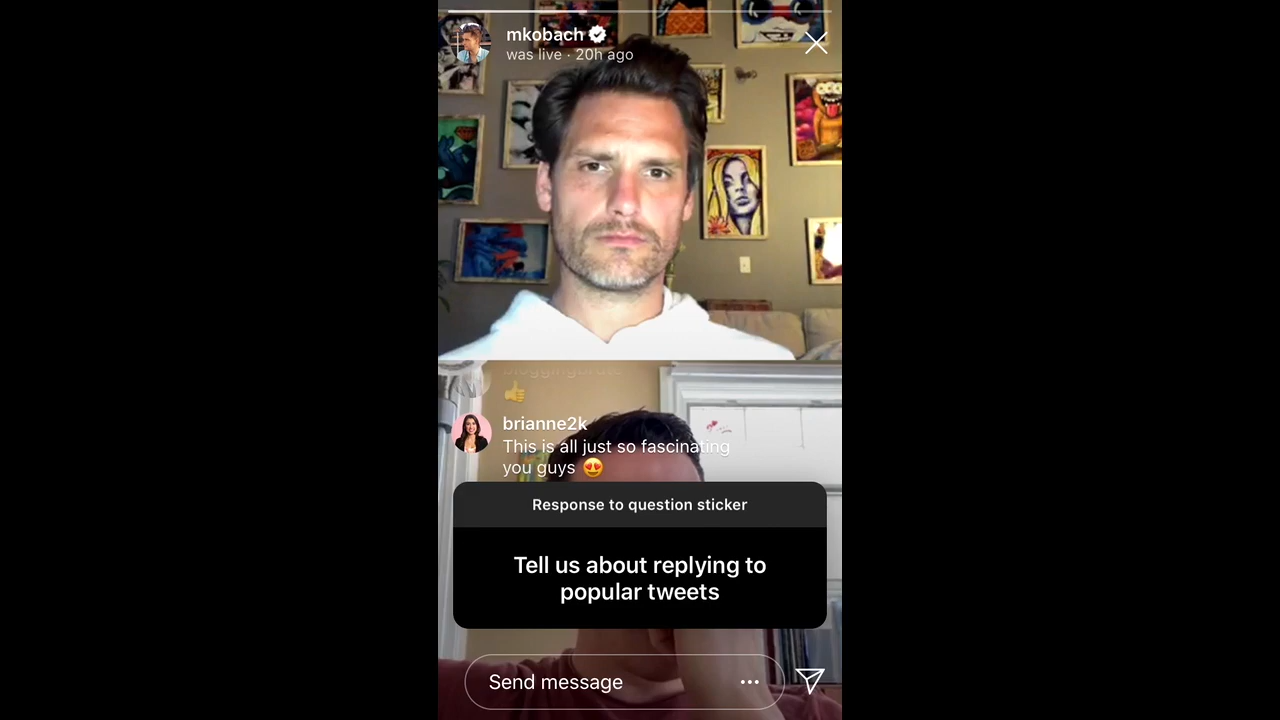 mkobach
was live · 20h ago
brianne2k
This is all just so fascinating
you guys 😍
Response to question sticker
Tell us about replying to
popular tweets
Send message